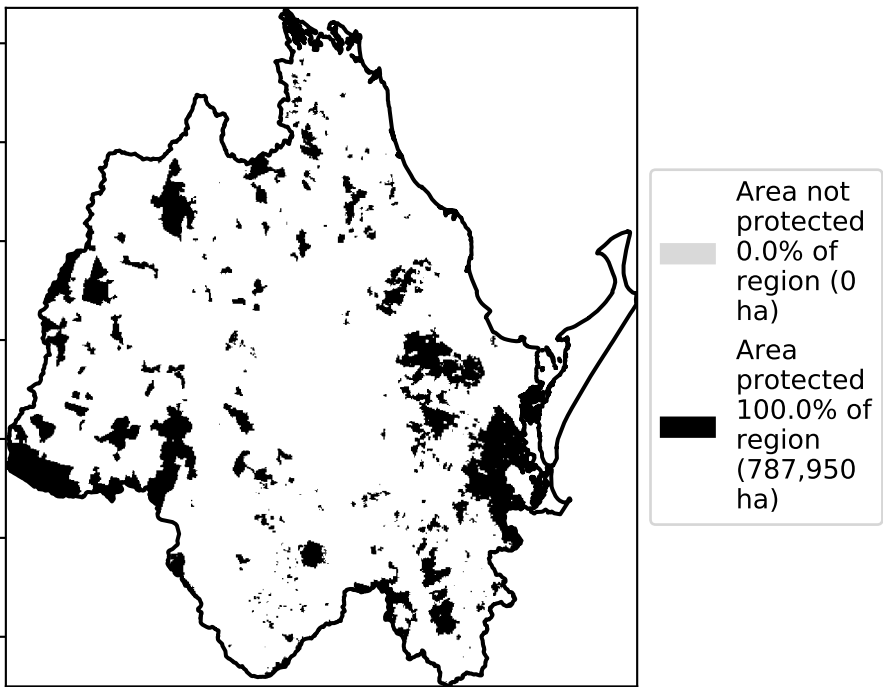 Area not
protected
0.0% of
region (0
ha)
Area
protected
100.0% of
region
(787,950
ha)